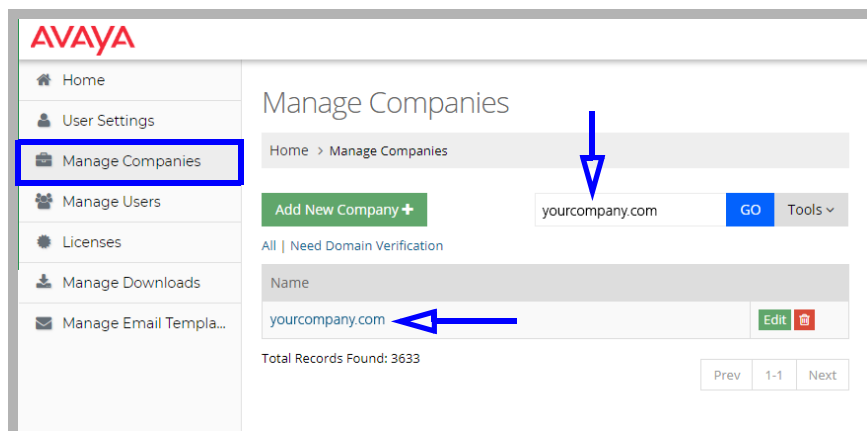 AVAYA
Home
User Settings
Manage Companies
Manage Users
Licenses
Manage Downloads
Manage Email Templa...
Manage Companies
Home > Manage Companies
Add New Company +
yourcompany.com
GO
Tools
All | Need Domain Verification
Name
yourcompany.com
Edit
Total Records Found: 3633
Prev 1-1 Next